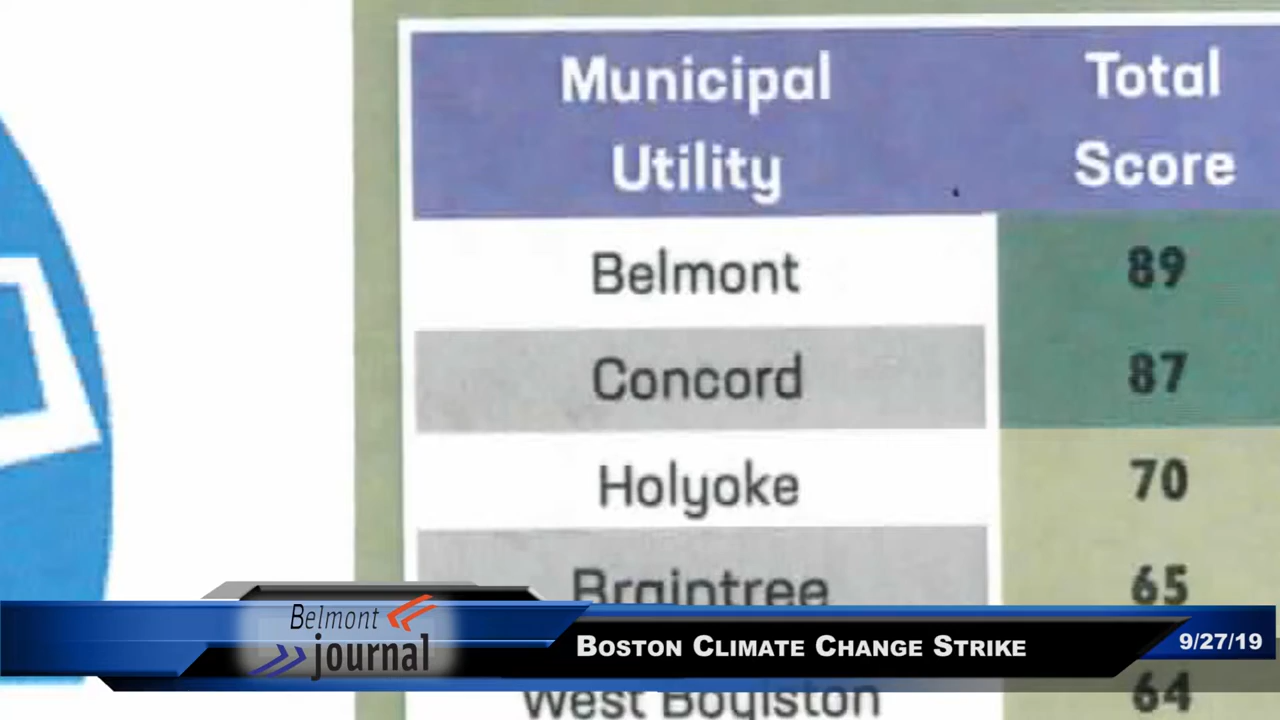 Municipal Utility
Total Score
Belmont 89
Concord 87
Holyoke 70
Braintree 65
Belmont
journal
BOSTON CLIMATE CHANGE STRIKE
9/27/19
West Boylston 64